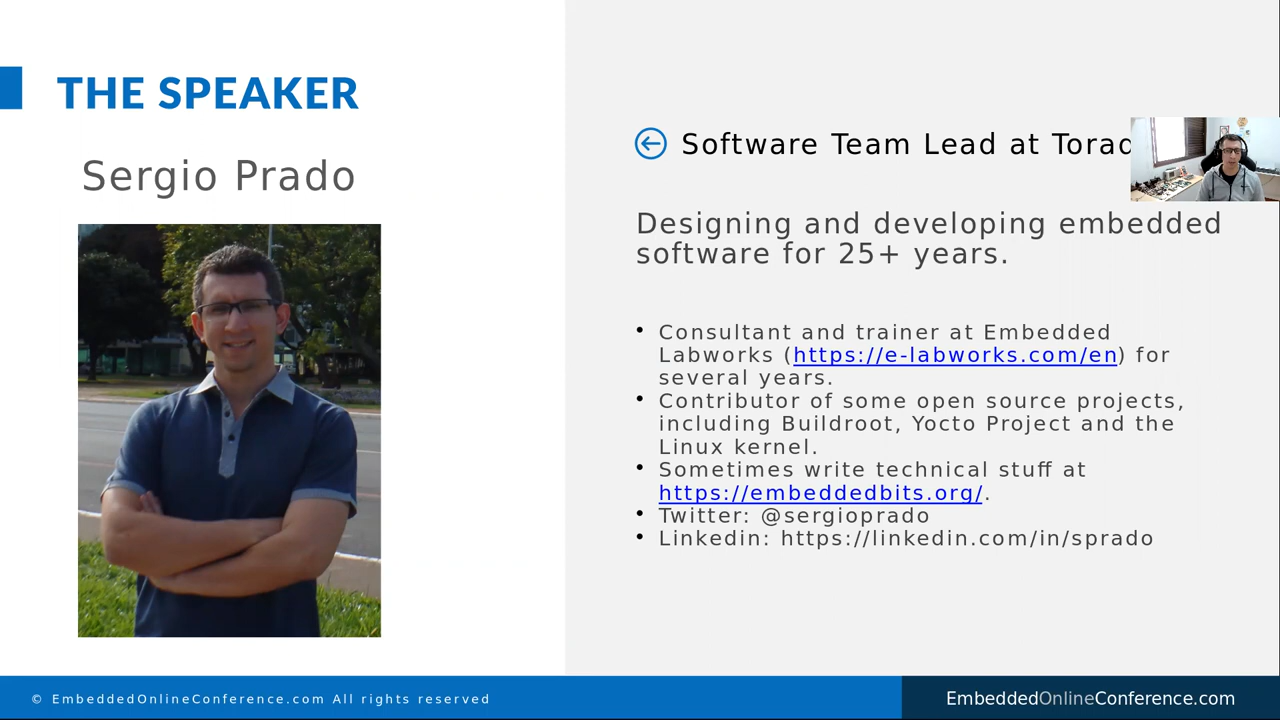 THE SPEAKER
Sergio Prado
Software Team Lead at
Designing and developing embedded
software for 25+ years.
• Consultant and trainer at Embedded
Labworks (https://e-labworks.com/en) for
several years.
• Contributor of some open source projects,
including Buildroot, Yocto Project and the
Linux kernel.
• Sometimes write technical stuff at
https://embeddedbits.org/.
• Twitter: @sergioprado
• Linkedin: https://linkedin.com/in/sprado
© EmbeddedOnlineConference.com All rights reserved
EmbeddedOnlineConference.com